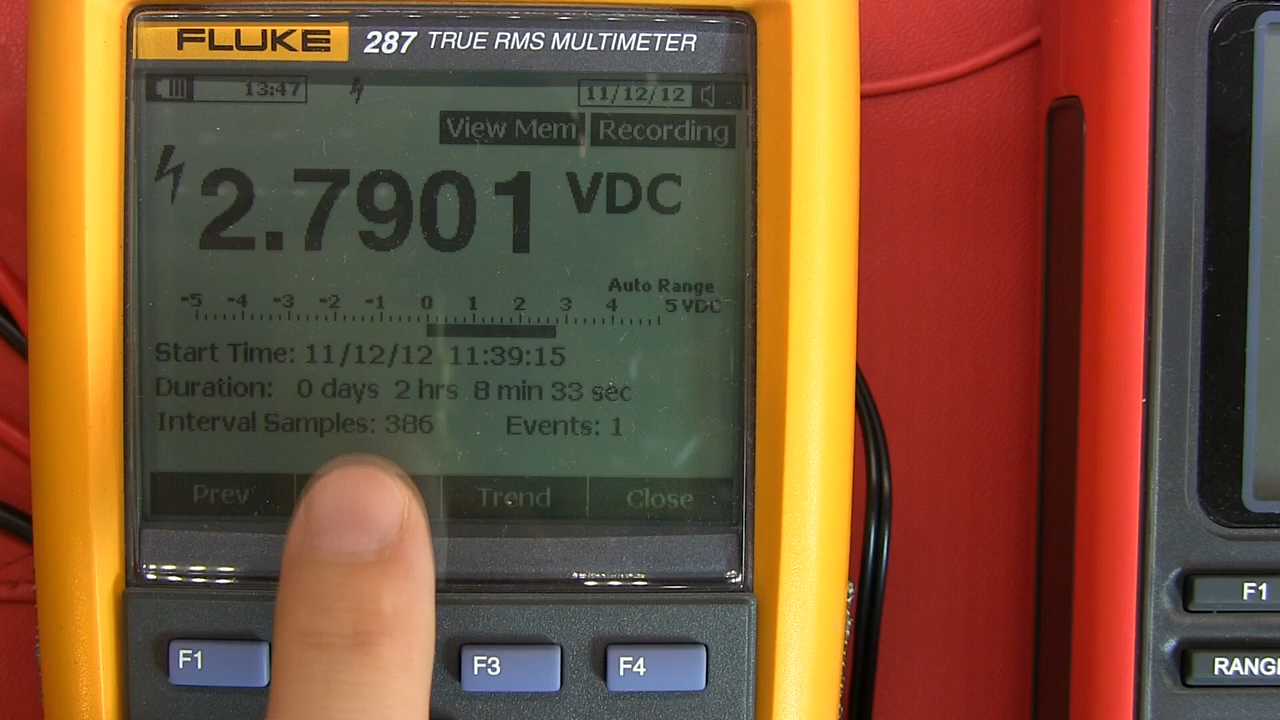 FLUKE 287 TRUE RMS MULTIMETER
13:47 11/12/12
View Mem Recording
2.7901 VDC
Auto Range
-5 -4 -3 -2 -1 0 1 2 3 4 5 VDC
Start Time: 11/12/12 11:39:15
Duration: 0 days 2 hrs 8 min 33 sec
Interval Samples: 386 Events: 1
Prev Trend Close
F1 F3 F4
F1
RANGE